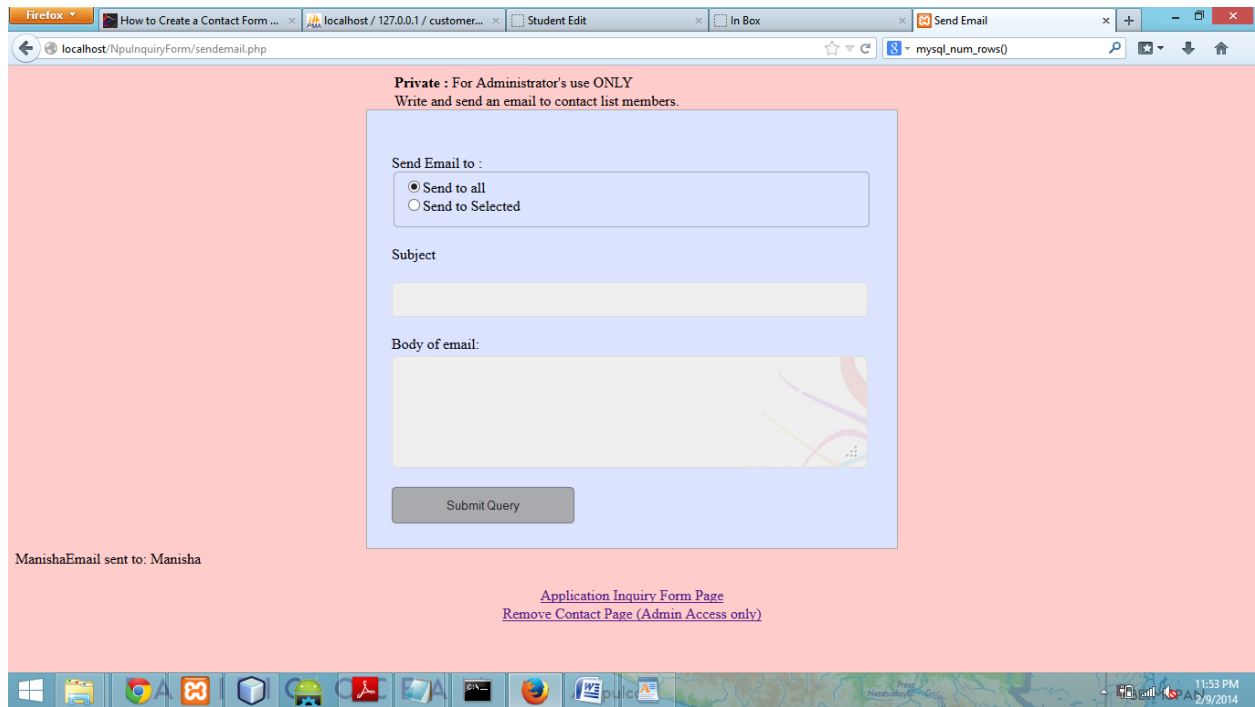 Firefox
How to Create a Contact Form ...
localhost / 127.0.0.1 / customer...
Student Edit
In Box
Send Email
localhost/NpuInquiryForm/sendemail.php
mysql_num_rows()
Private : For Administrator's use ONLY
Write and send an email to contact list members.
Send Email to :
Send to all
Send to Selected
Subject
Body of email:
Submit Query
ManishaEmail sent to: Manisha
Application Inquiry Form Page
Remove Contact Page (Admin Access only)
11:53 PM
2/9/2014